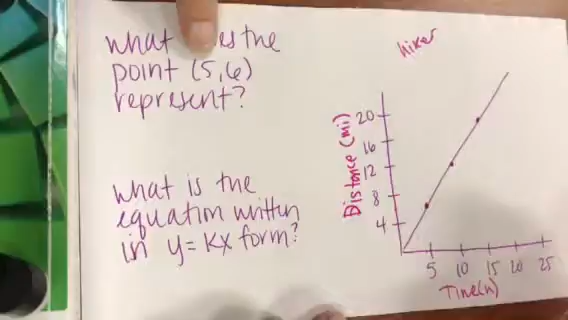 what the
point (5,6)
represent?
what is the
equation written
in y=kx form?
hiker
Distance (mi)
20
16
12
8
4
5 10 15 20 25
Time(h)